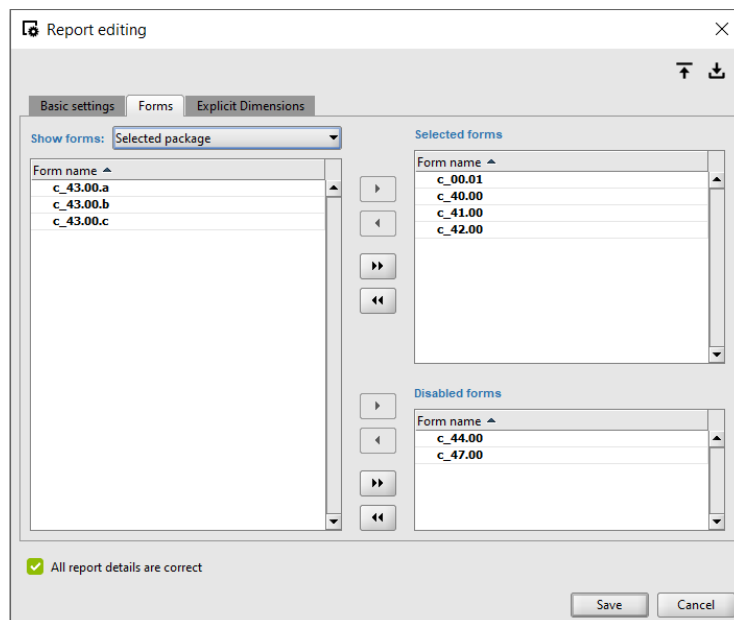 Report editing
Basic settings Forms Explicit Dimensions
Show forms: Selected package
Form name
c_43.00.a
c_43.00.b
c_43.00.c
Selected forms
Form name
c_00.01
c_40.00
c_41.00
c_42.00
Disabled forms
Form name
c_44.00
c_47.00
All report details are correct
Save Cancel